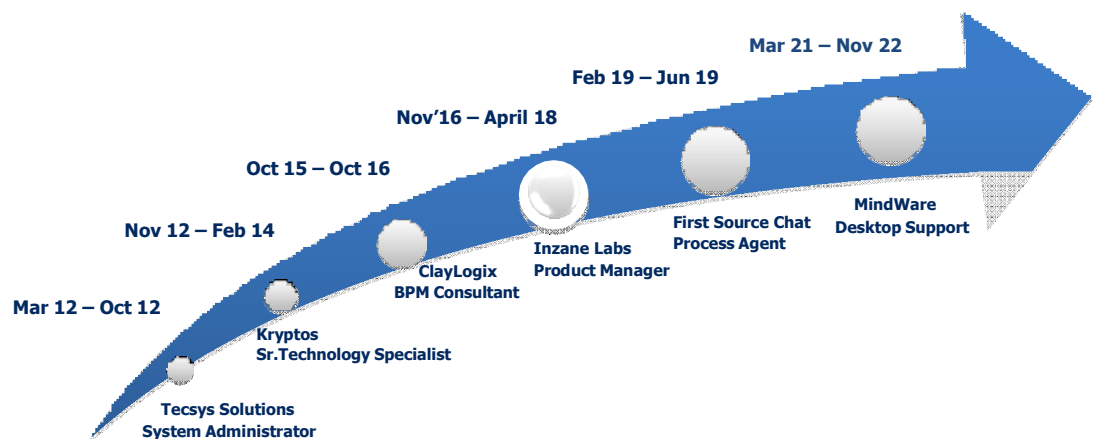 Mar 21 – Nov 22
Feb 19 – Jun 19
Nov'16 – April 18
Oct 15 – Oct 16
Nov 12 – Feb 14
Mar 12 – Oct 12
MindWare
Desktop Support
First Source Chat
Process Agent
Inzane Labs
Product Manager
ClayLogix
BPM Consultant
Kryptos
Sr.Technology Specialist
Tecsys Solutions
System Administrator